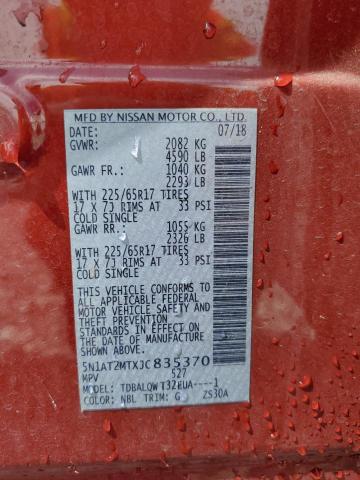 MFD BY NISSAN MOTOR CO., LTD.
DATE: 07/18
GVWR: 2082 KG
4590 LB
GAWR FR.: 1040 KG
2293 LB
WITH 225/65R17 TIRES
17 X 7J RIMS AT 33 PSI
COLD SINGLE
GAWR RR.: 1055 KG
2326 LB
WITH 225/65R17 TIRES
17 X 7J RIMS AT 33 PSI
COLD SINGLE
THIS VEHICLE CONFORMS TO
ALL APPLICABLE FEDERAL
MOTOR VEHICLE SAFETY
AND THEFT PREVENTION
STANDARDS IN EFFECT ON
THE DATE OF MANUFACTURE
SHOWN ABOVE.
5N1AT2MTXJC835370
MPV 527
MODEL: 
COLOR: NBL TRIM: G ZS30A